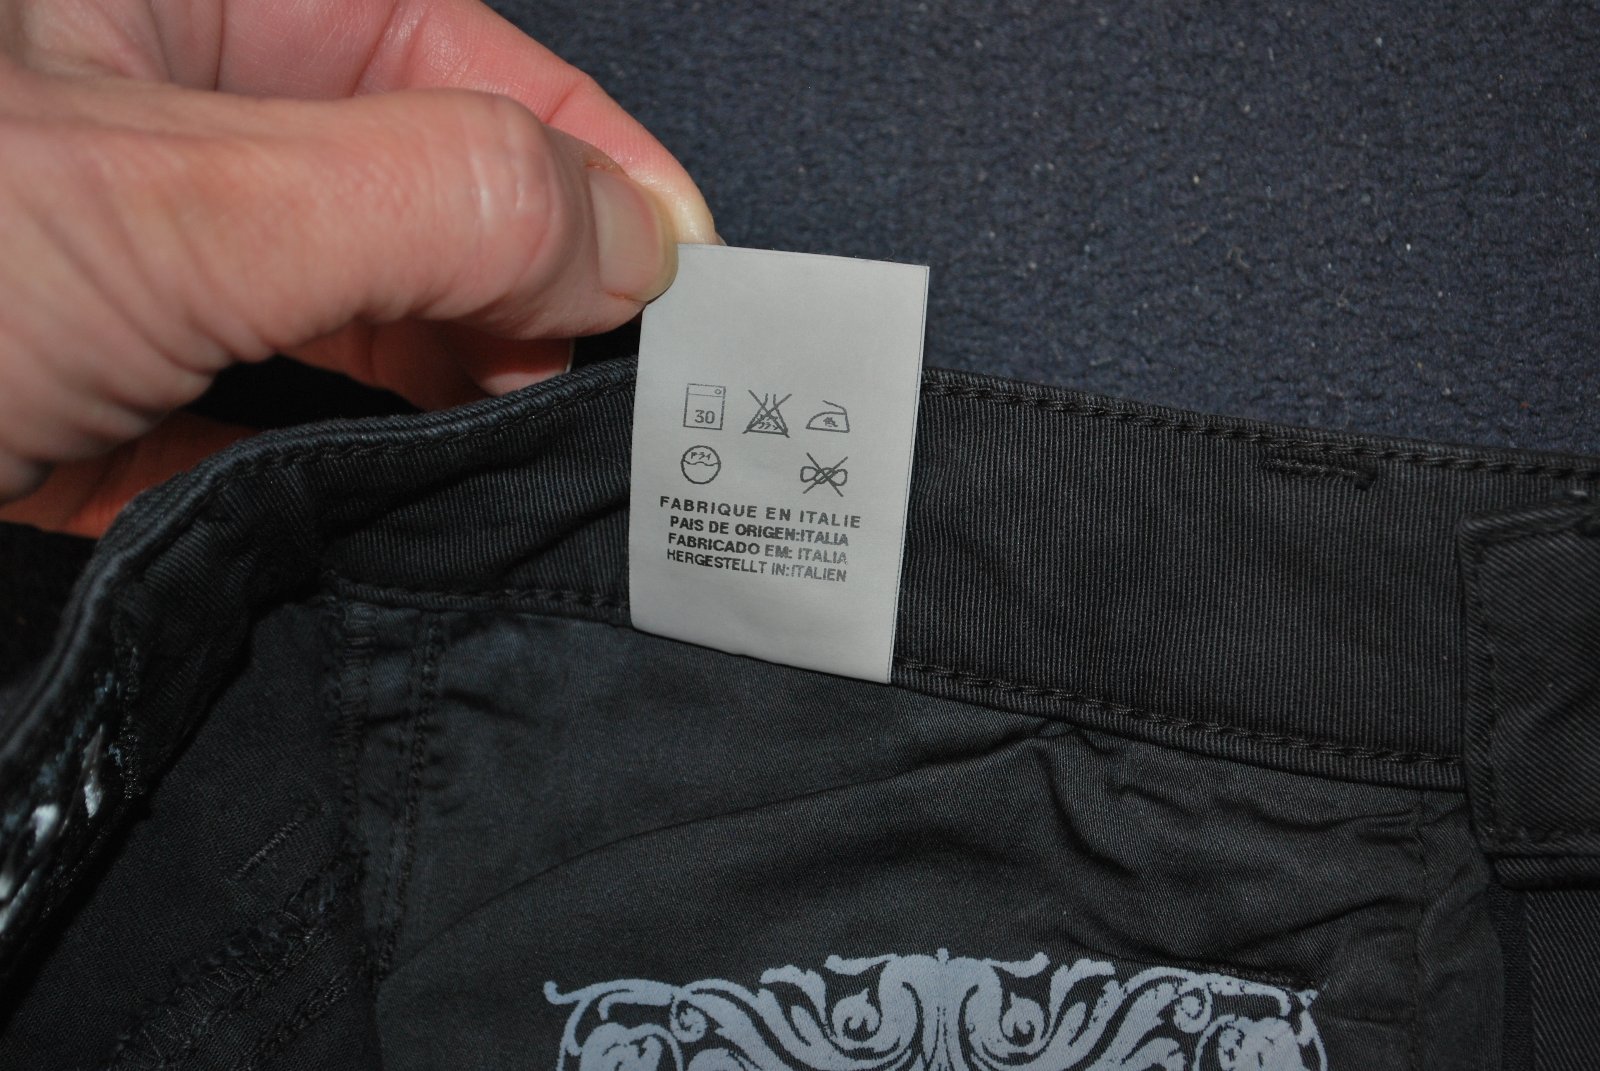 30
FABRIQUE EN ITALIE
PAIS DE ORIGEN:ITALIA
FABRICADO EM: ITALIA
HERGESTELLT IN:ITALIEN